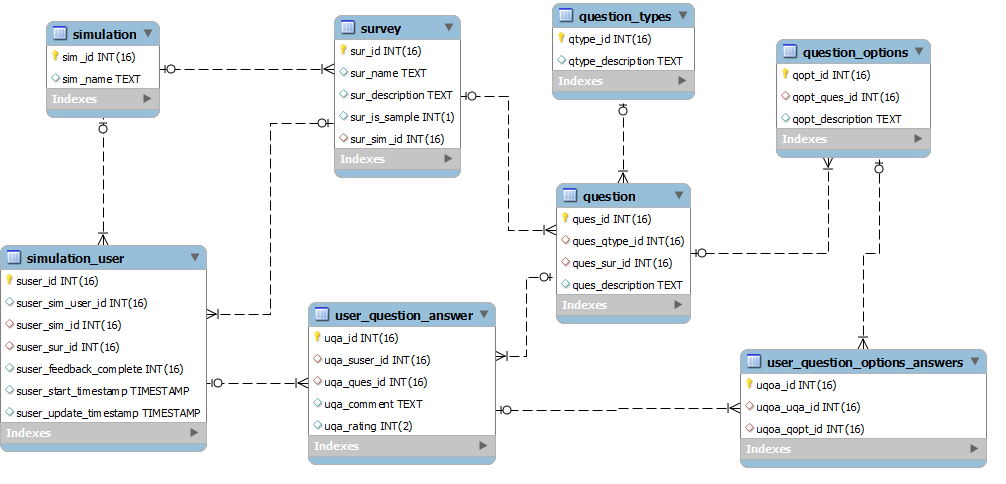 simulation
sim_id INT(16)
sim_name TEXT
Indexes
survey
sur_id INT(16)
sur_name TEXT
sur_description TEXT
sur_is_sample INT(1)
sur_sim_id INT(16)
Indexes
question_types
qtype_id INT(16)
qtype_description TEXT
Indexes
question_options
qopt_id INT(16)
qopt_ques_id INT(16)
qopt_description TEXT
Indexes
question
ques_id INT(16)
ques_qtype_id INT(16)
ques_sur_id INT(16)
ques_description TEXT
Indexes
simulation_user
suser_id INT(16)
suser_sim_user_id INT(16)
suser_sim_id INT(16)
suser_sur_id INT(16)
suser_feedback_complete INT(16)
suser_start_timestamp TIMESTAMP
suser_update_timestamp TIMESTAMP
Indexes
user_question_answer
uqa_id INT(16)
uqa_suser_id INT(16)
uqa_ques_id INT(16)
uqa_comment TEXT
uqa_rating INT(2)
Indexes
user_question_options_answers
uqoa_id INT(16)
uqoa_uqa_id INT(16)
uqoa_qopt_id INT(16)
Indexes